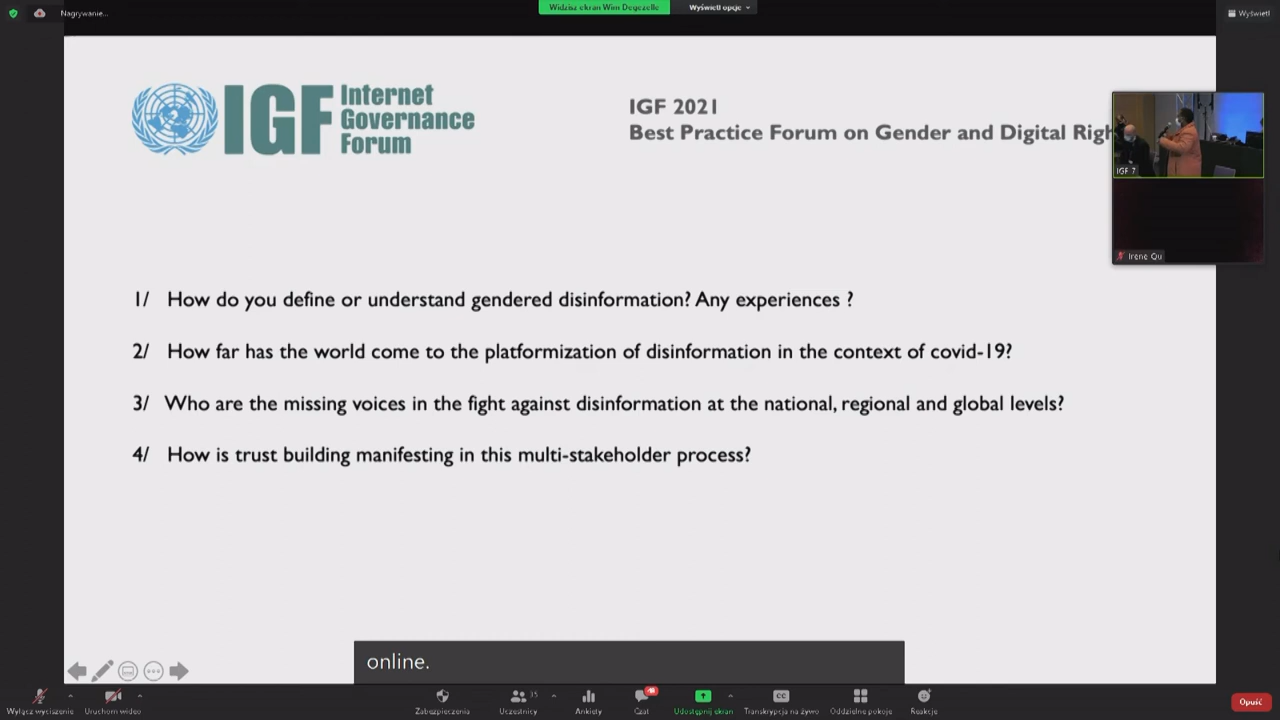 Nagrywanie...
Widzisz ekran Wim Degezelle
Wyświetl opcje
Wyświetl
IGF Internet
Governance
Forum
IGF 2021
Best Practice Forum on Gender and Digital Righ
IGF 7
Irene Qu
1/ How do you define or understand gendered disinformation? Any experiences ?
2/ How far has the world come to the platformization of disinformation in the context of covid-19?
3/ Who are the missing voices in the fight against disinformation at the national, regional and global levels?
4/ How is trust building manifesting in this multi-stakeholder process?
online.
Wyłącz wyciszenie
Uruchom wideo
Zabezpieczenia
Uczestnicy
35
Ankiety
Czat
48
Udostępnij ekran
CC
Transkrypcja na żywo
Oddzielne pokoje
Reakcje
Opuść